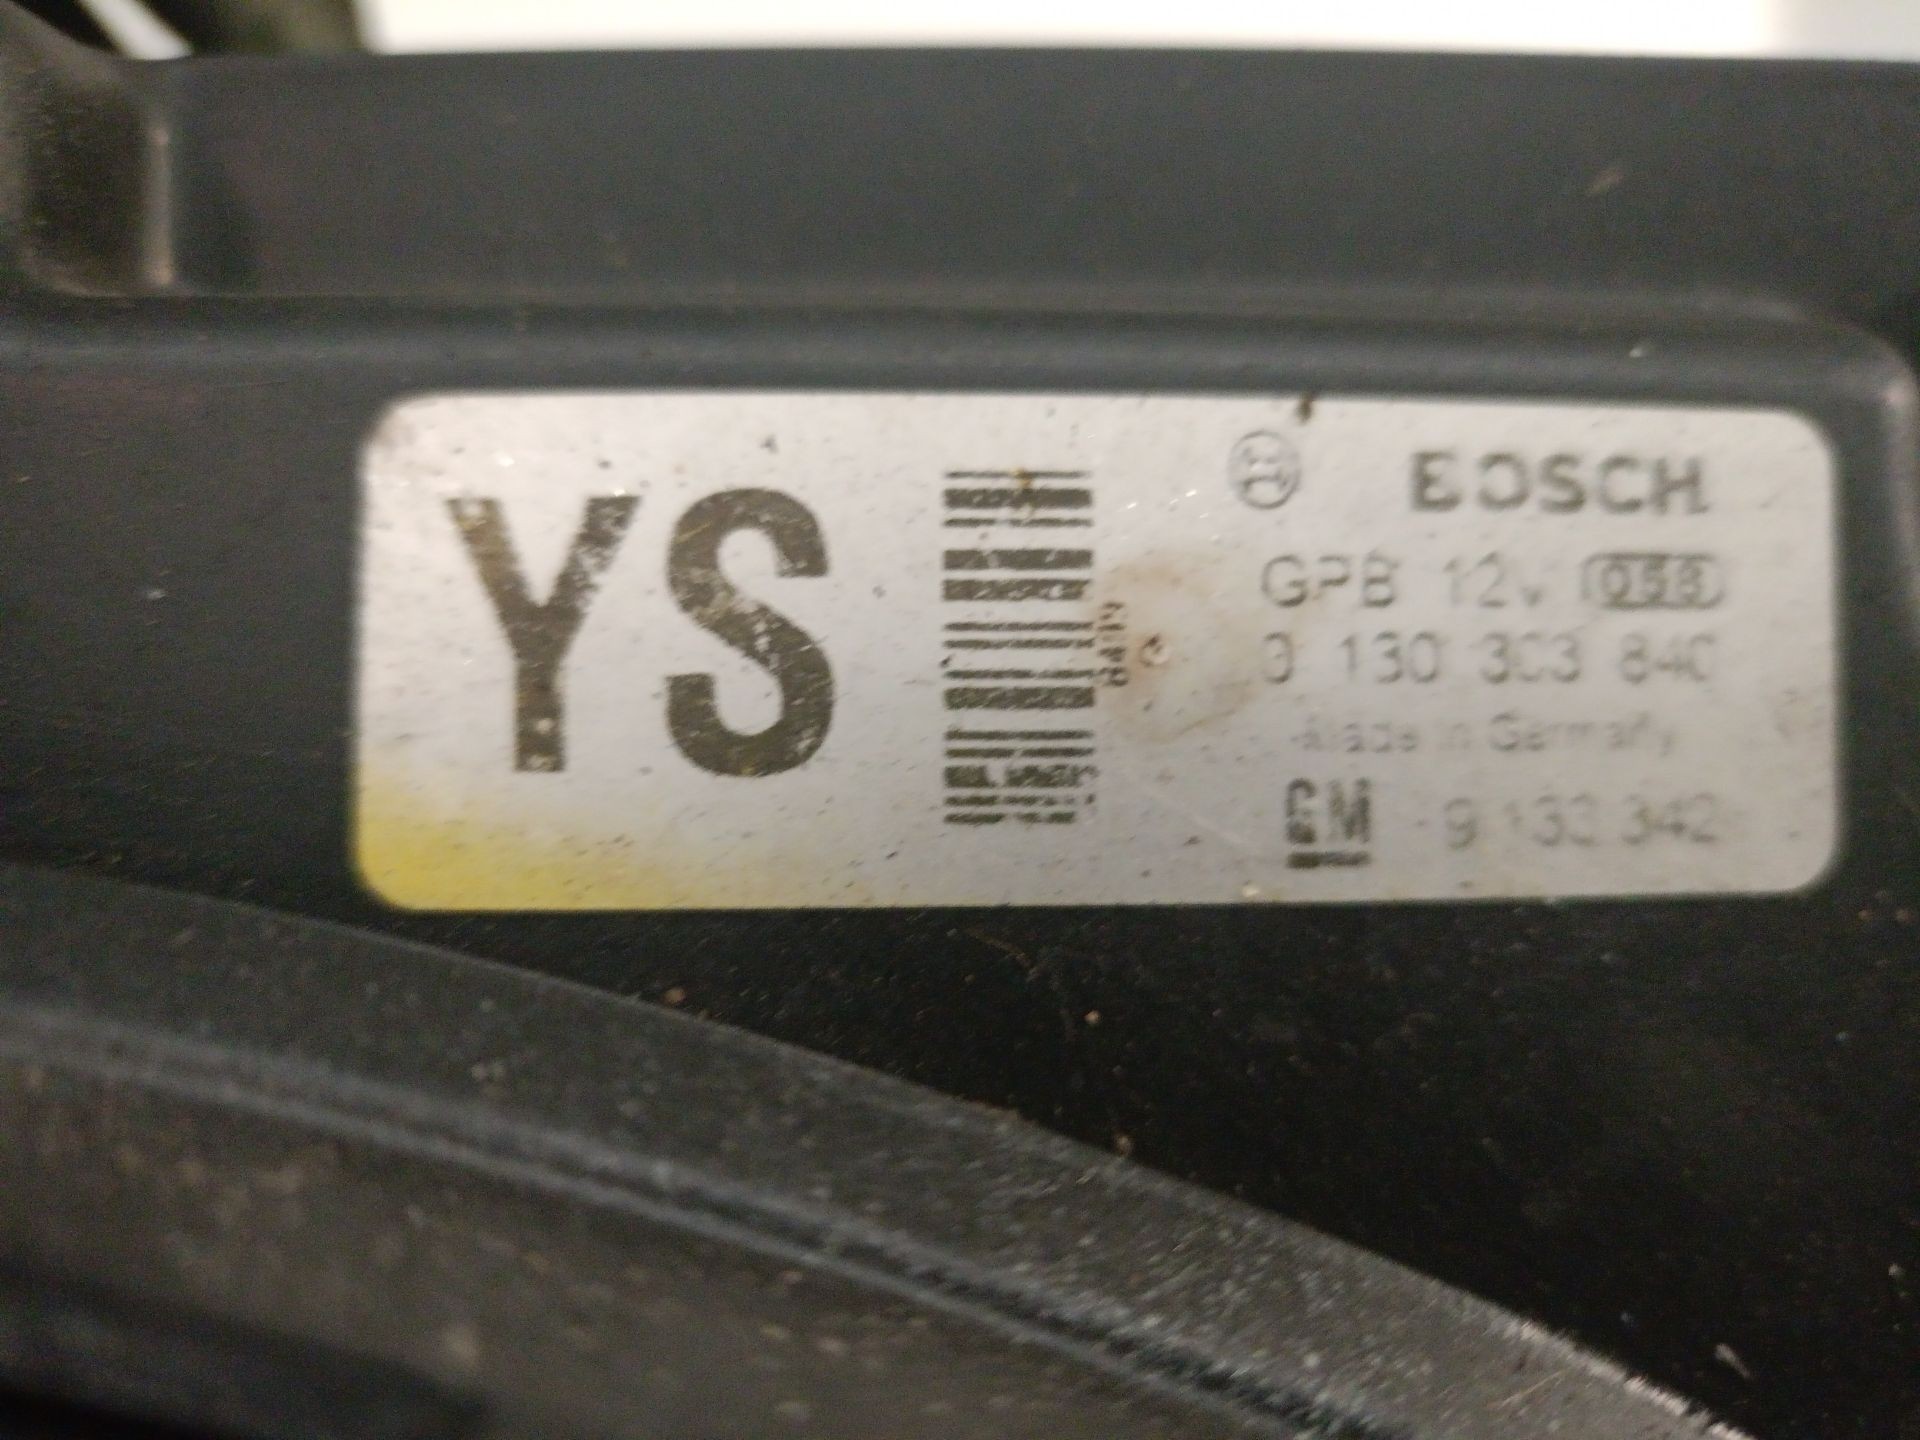 YS
BOSCH
GPB 12V 058
0 130 303 840
Made in Germany
GM 9 133 342